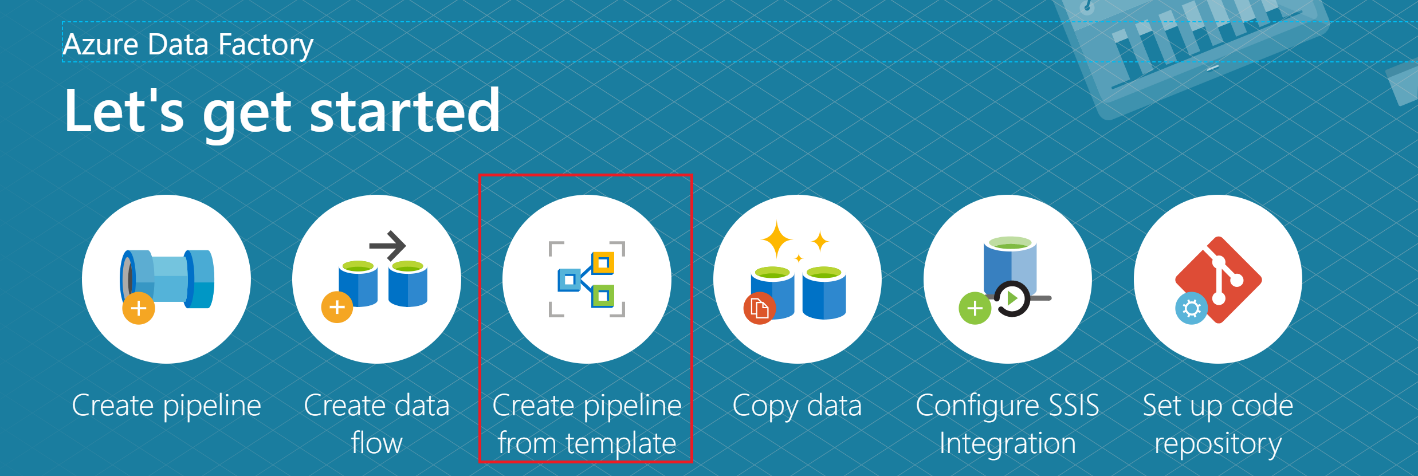 Azure Data Factory
Let's get started
Create pipeline
Create data
flow
Create pipeline
from template
Copy data
Configure SSIS
Integration
Set up code
repository